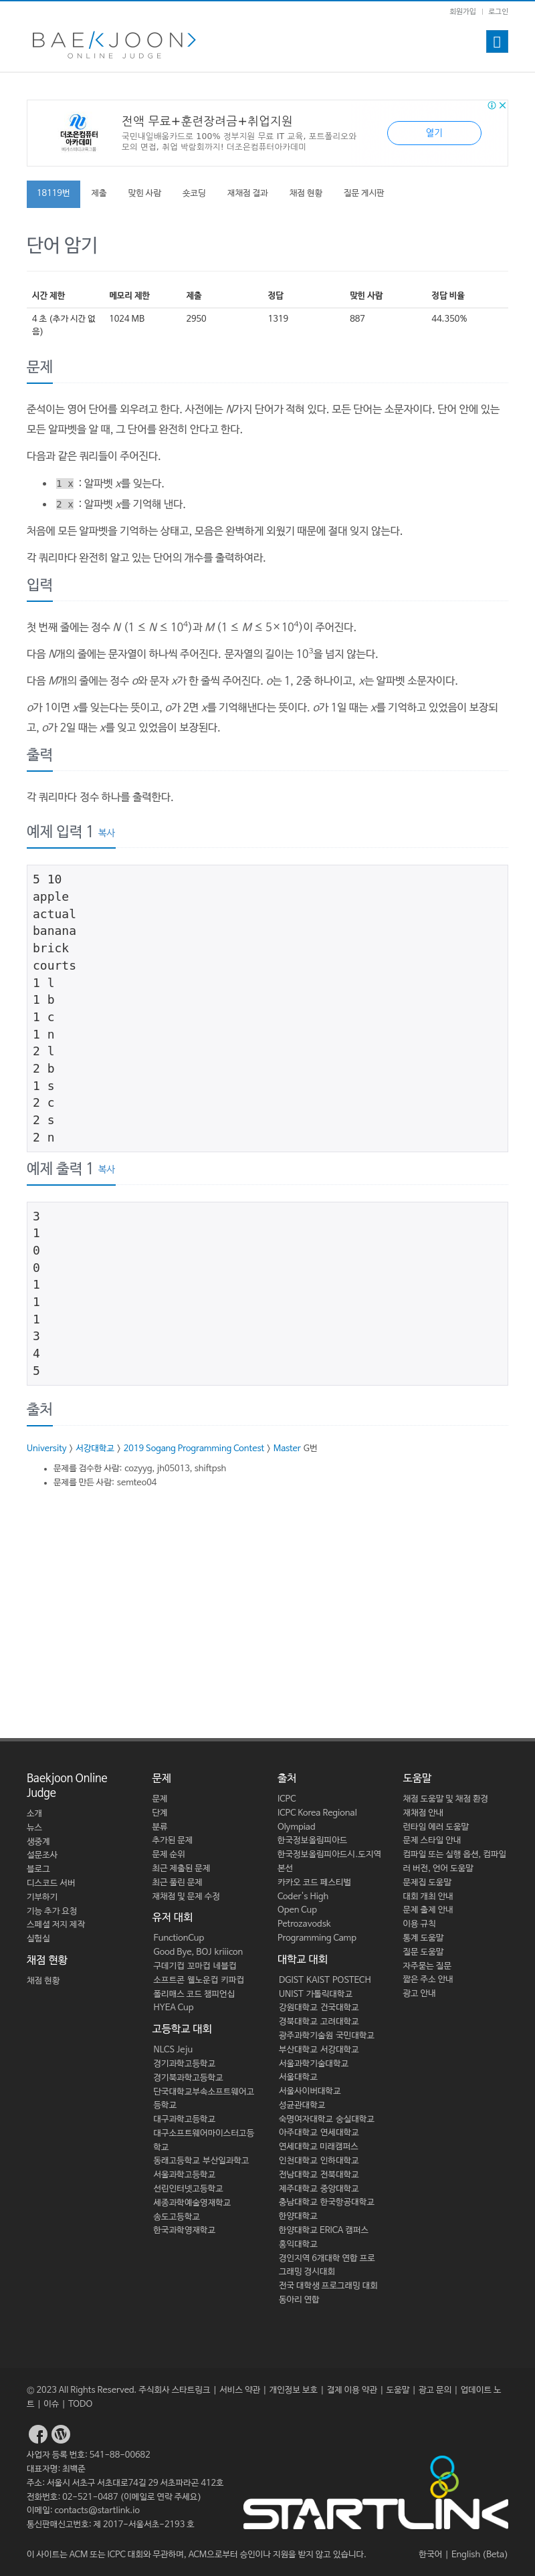 회원가입 | 로그인
BAEKJOON
ONLINE JUDGE
더조은컴퓨터
아카데미
전액 무료+훈련장려금+취업지원
국민내일배움카드로 100% 정부지원 무료 IT 교육, 포트폴리오와
모의 면접, 취업 박람회까지! 더조은컴퓨터아카데미
열기
18119번 제출 맞힌 사람 숏코딩 재채점 결과 채점 현황 질문 게시판
단어 암기
시간 제한 메모리 제한 제출 정답 맞힌 사람 정답 비율
4 초 (추가 시간 없 1024 MB 2950 1319 887 44.350%
음)
문제
준석이는 영어 단어를 외우려고 한다. 사전에는 N가지 단어가 적혀 있다. 모든 단어는 소문자이다. 단어 안에 있는
모든 알파벳을 알 때, 그 단어를 완전히 안다고 한다.
다음과 같은 쿼리들이 주어진다.
• 1 x : 알파벳 x를 잊는다.
• 2 x : 알파벳 x를 기억해 낸다.
처음에 모든 알파벳을 기억하는 상태고, 모음은 완벽하게 외웠기 때문에 절대 잊지 않는다.
각 쿼리마다 완전히 알고 있는 단어의 개수를 출력하여라.
입력
첫 번째 줄에는 정수 N (1 ≤ N ≤ 10⁴)과 M (1 ≤ M ≤ 5×10⁴)이 주어진다.
다음 N개의 줄에는 문자열이 하나씩 주어진다. 문자열의 길이는 10³을 넘지 않는다.
다음 M개의 줄에는 정수 o와 문자 x가 한 줄씩 주어진다. o는 1, 2중 하나이고, x는 알파벳 소문자이다.
o가 1이면 x를 잊는다는 뜻이고, o가 2면 x를 기억해낸다는 뜻이다. o가 1일 때는 x를 기억하고 있었음이 보장되
고, o가 2일 때는 x를 잊고 있었음이 보장된다.
출력
각 쿼리마다 정수 하나를 출력한다.
예제 입력 1 복사
5 10
apple
actual
banana
brick
courts
1 l
1 b
1 c
1 n
2 l
2 b
1 s
2 c
2 s
2 n
예제 출력 1 복사
3
1
0
0
1
1
1
3
4
5
출처
University > 서강대학교 > 2019 Sogang Programming Contest > Master G번
• 문제를 검수한 사람: cozyyg, jh05013, shiftpsh
• 문제를 만든 사람: semteo04
Baekjoon Online
Judge
소개
뉴스
생중계
설문조사
블로그
디스코드 서버
기부하기
기능 추가 요청
스페셜 저지 제작
실험실
채점 현황
채점 현황
문제
문제
단계
분류
추가된 문제
문제 순위
최근 제출된 문제
최근 풀린 문제
재채점 및 문제 수정
유저 대회
FunctionCup
Good Bye, BOJ kriiicon
구데기컵 꼬마컵 네블컵
소프트콘 웰노운컵 키파컵
폴리매스 코드 챔피언십
HYEA Cup
고등학교 대회
NLCS Jeju
경기과학고등학교
경기북과학고등학교
단국대학교부속소프트웨어고
등학교
대구과학고등학교
대구소프트웨어마이스터고등
학교
동래고등학교 부산일과학고
서울과학고등학교
선린인터넷고등학교
세종과학예술영재학교
송도고등학교
한국과학영재학교
출처
ICPC
ICPC Korea Regional
Olympiad
한국정보올림피아드
한국정보올림피아드시.도지역
본선
카카오 코드 페스티벌
Coder's High
Open Cup
Petrozavodsk
Programming Camp
대학교 대회
DGIST KAIST POSTECH
UNIST 가톨릭대학교
강원대학교 건국대학교
경북대학교 고려대학교
광주과학기술원 국민대학교
부산대학교 서강대학교
서울과학기술대학교
서울대학교
서울사이버대학교
성균관대학교
숙명여자대학교 숭실대학교
아주대학교 연세대학교
연세대학교 미래캠퍼스
인천대학교 인하대학교
전남대학교 전북대학교
제주대학교 중앙대학교
충남대학교 한국항공대학교
한양대학교
한양대학교 ERICA 캠퍼스
홍익대학교
경인지역 6개대학 연합 프로
그래밍 경시대회
전국 대학생 프로그래밍 대회
동아리 연합
도움말
채점 도움말 및 채점 환경
재채점 안내
런타임 에러 도움말
문제 스타일 안내
컴파일 또는 실행 옵션, 컴파일
러 버전, 언어 도움말
문제집 도움말
대회 개최 안내
문제 출제 안내
이용 규칙
통계 도움말
질문 도움말
자주묻는 질문
짧은 주소 안내
광고 안내
© 2023 All Rights Reserved. 주식회사 스타트링크 | 서비스 약관 | 개인정보 보호 | 결제 이용 약관 | 도움말 | 광고 문의 | 업데이트 노
트 | 이슈 | TODO
사업자 등록 번호: 541-88-00682
대표자명: 최백준
주소: 서울시 서초구 서초대로74길 29 서초파라곤 412호
전화번호: 02-521-0487 (이메일로 연락 주세요)
이메일: contacts@startlink.io
통신판매신고번호: 제 2017-서울서초-2193 호
STARTLINK
이 사이트는 ACM 또는 ICPC 대회와 무관하며, ACM으로부터 승인이나 지원을 받지 않고 있습니다. 한국어 | English (Beta)